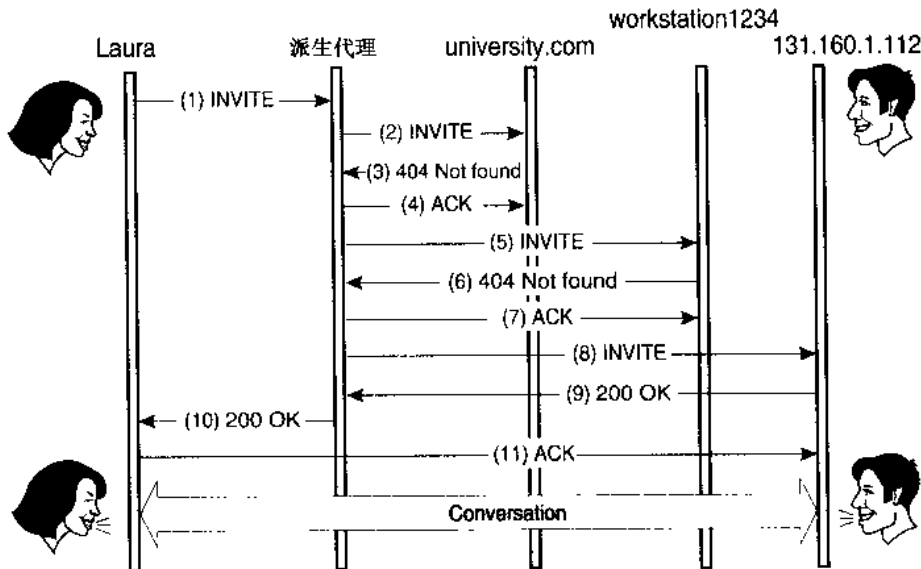 workstation1234
Laura
派生代理
university.com
131.160.1.112
(1) INVITE
(2) INVITE
(3) 404 Not found
(4) ACK
(5) INVITE
(6) 404 Not found
(7) ACK
(8) INVITE
(9) 200 OK
(10) 200 OK
(11) ACK
Conversation